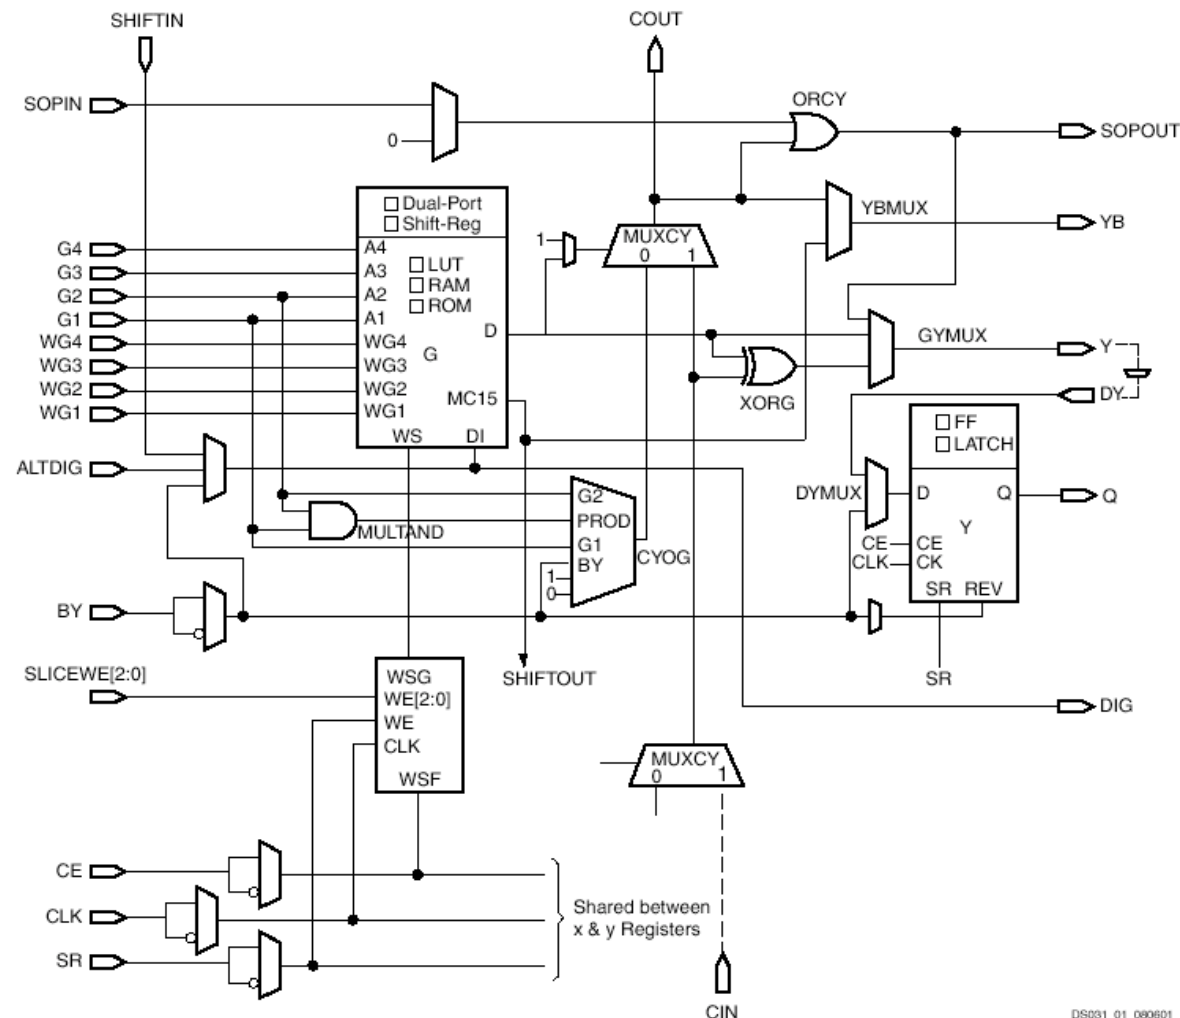 SHIFTIN
COUT
SOPIN
0
ORCY
SOPOUT
Dual-Port
Shift-Reg
YBMUX
YB
1
MUXCY
0 1
G4
A4
G3
A3
LUT
G2
A2
RAM
G1
A1
ROM
WG4
WG4
D
GYMUX
Y
WG3
WG3
G
WG2
WG2
MC15
XORG
DY
WG1
WG1
WS
DI
FF
LATCH
ALTDIG
DYMUX
D
Q
Q
G2
PROD
MULTAND
G1
BY
CYOG
1
0
Y
CE
CE
CLK
CK
SR REV
BY
SLICEWE[2:0]
SHIFTOUT
SR
WSG
WE[2:0]
WE
CLK
WSF
DIG
MUXCY
0 1
CE
CLK
SR
Shared between
x & y Registers
CIN
DS031_01_080601